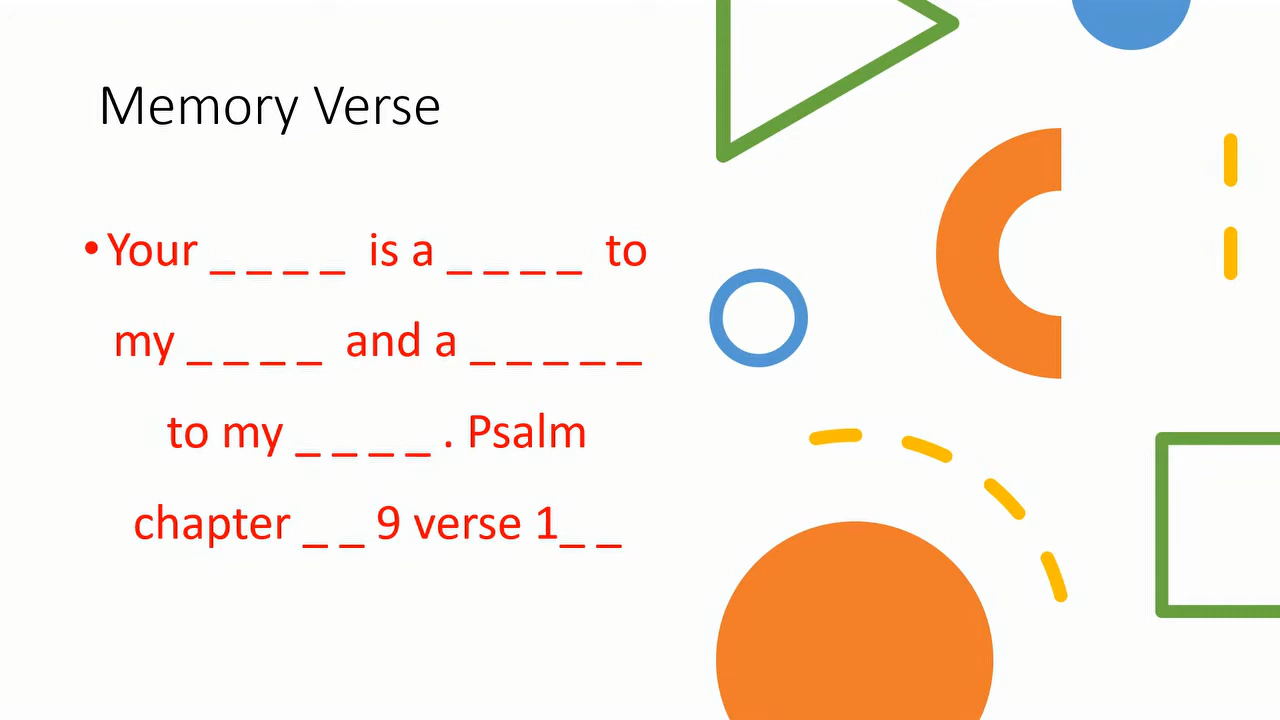 Memory Verse
• Your _ _ _ _ is a _ _ _ _ to
my _ _ _ _ and a _ _ _ _ _
to my _ _ _ _ . Psalm
chapter _ _ 9 verse 1_ _